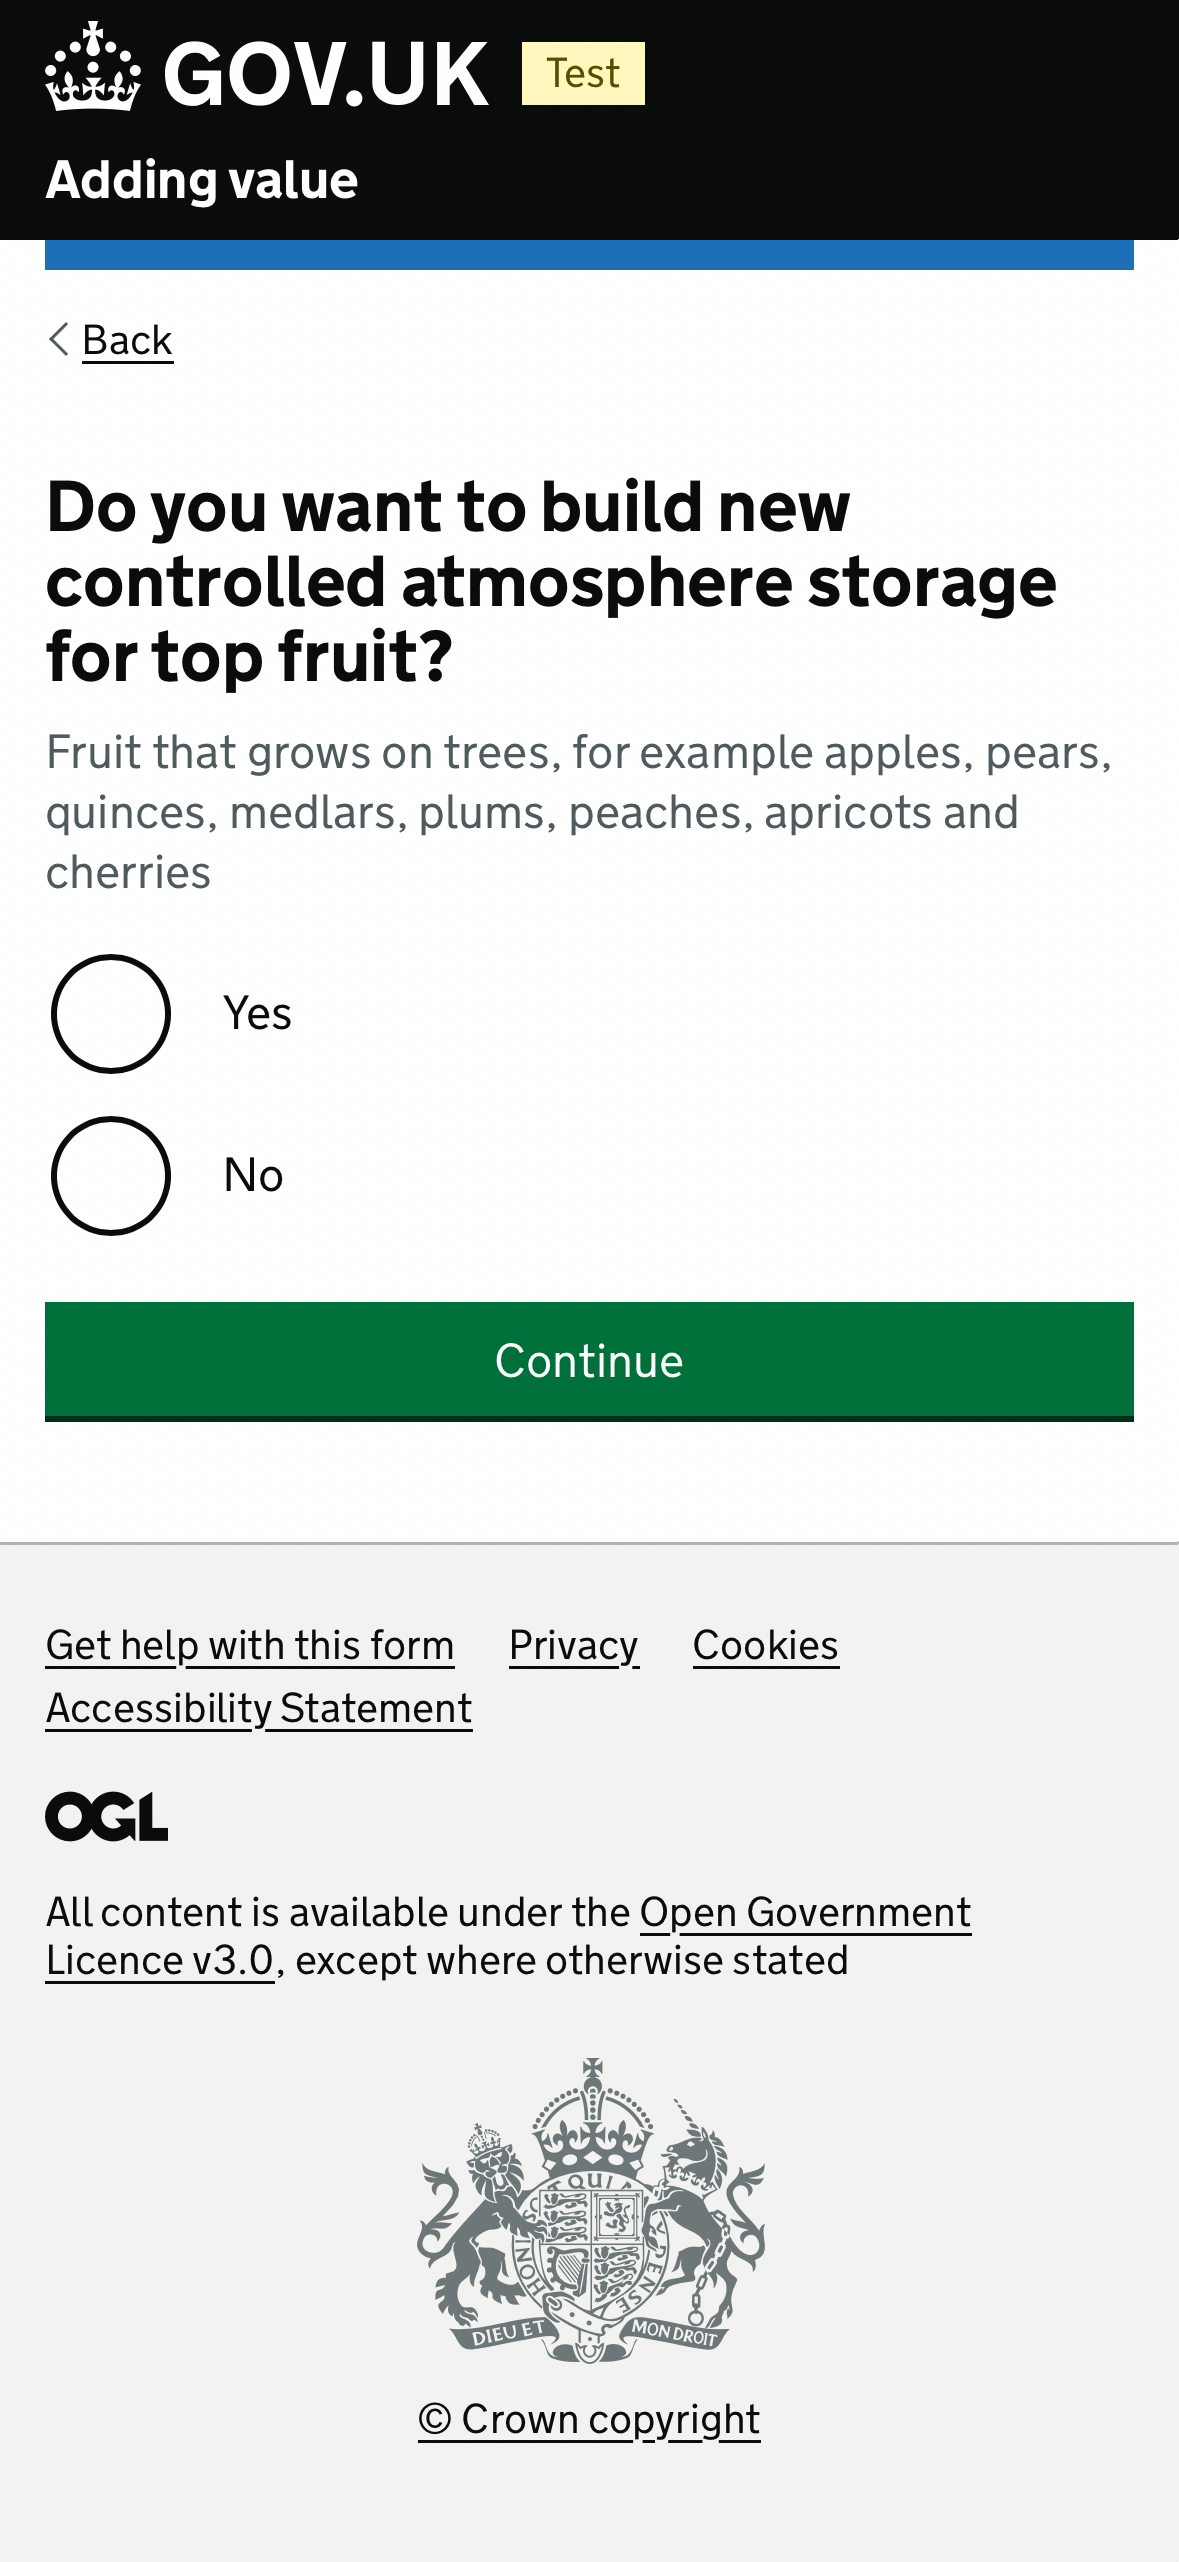 GOV.UK Test
Adding value
Back
Do you want to build new
controlled atmosphere storage
for top fruit?
Fruit that grows on trees, for example apples, pears,
quinces, medlars, plums, peaches, apricots and
cherries
Yes
No
Continue
Get help with this form Privacy Cookies
Accessibility Statement
OGL
All content is available under the Open Government
Licence v3.0, except where otherwise stated
QUI
HONI
PENSE
DIEU ET MON DROIT
© Crown copyright